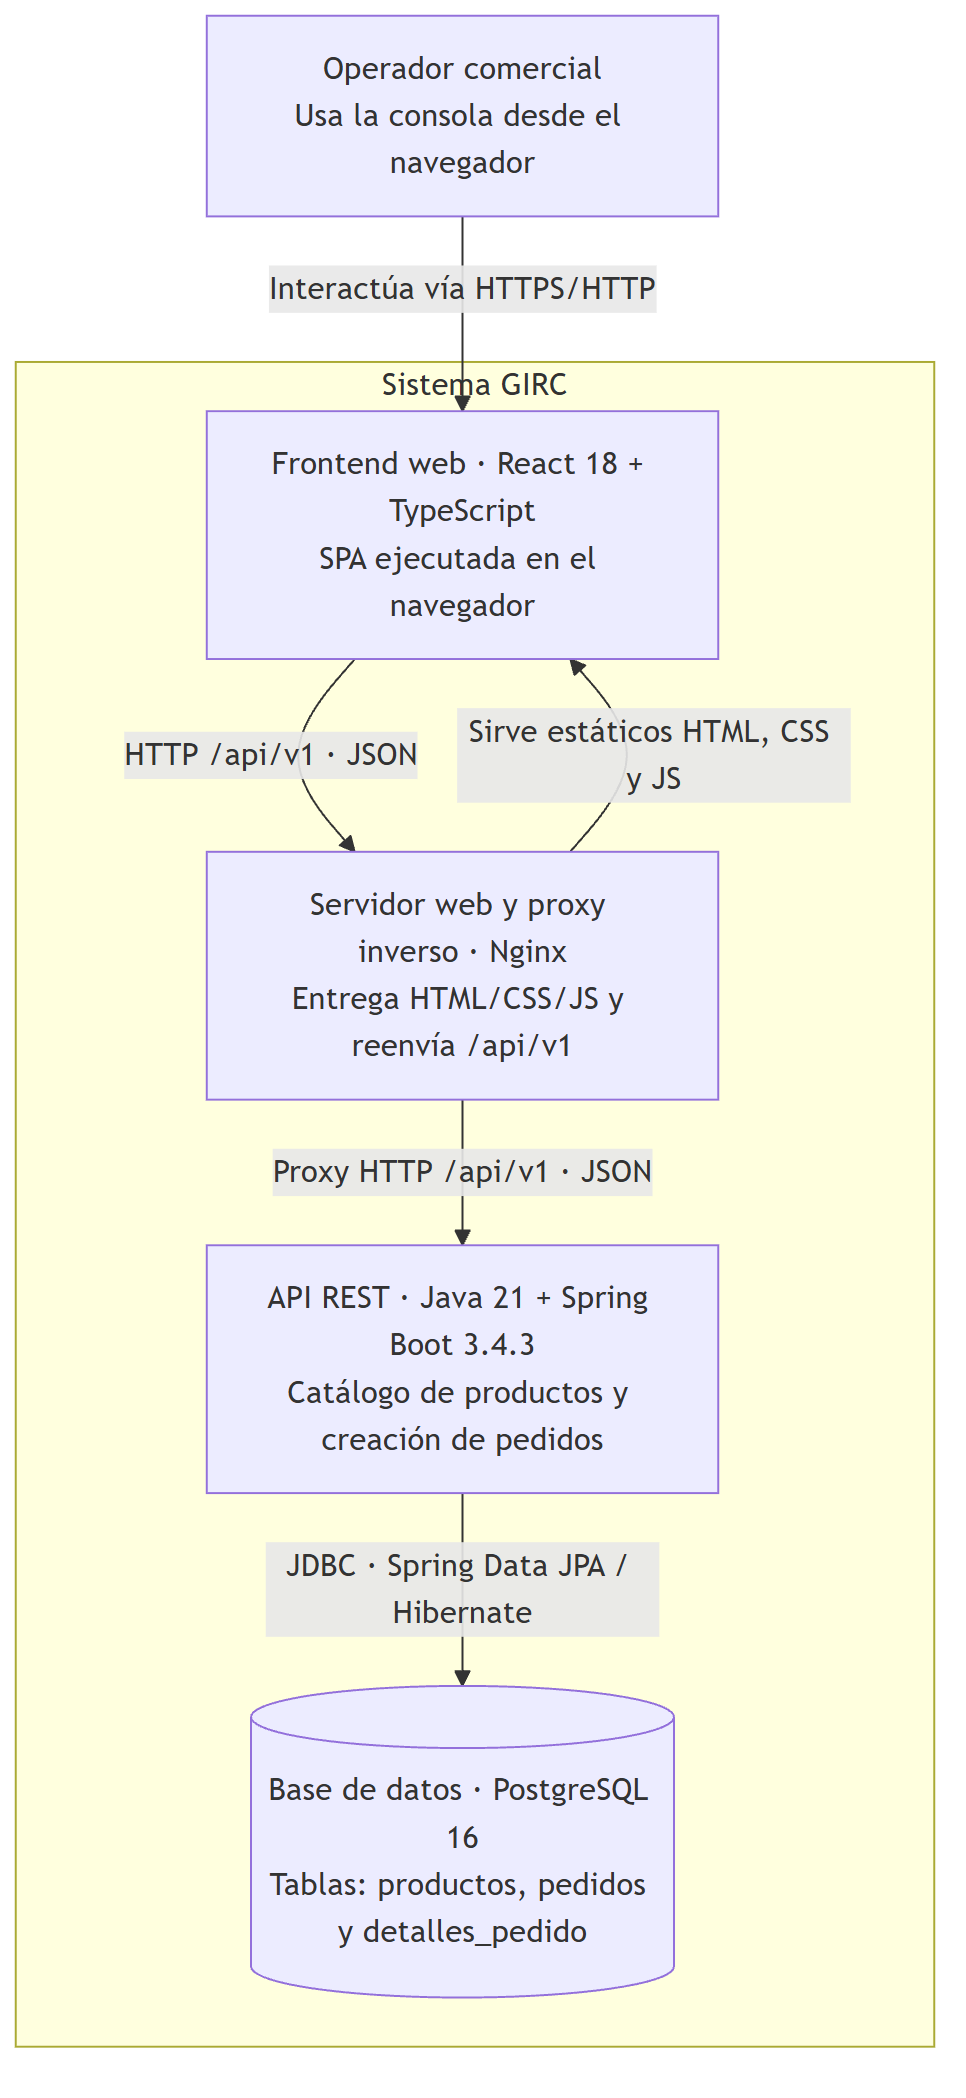 Operador comercial
Usa la consola desde el
navegador
Interactúa vía HTTPS/HTTP
Sistema GIRC
Frontend web · React 18 +
TypeScript
SPA ejecutada en el
navegador
HTTP /api/v1 · JSON
Sirve estáticos HTML, CSS
y JS
Servidor web y proxy
inverso · Nginx
Entrega HTML/CSS/JS y
reenvía /api/v1
Proxy HTTP /api/v1 · JSON
API REST · Java 21 + Spring
Boot 3.4.3
Catálogo de productos y
creación de pedidos
JDBC · Spring Data JPA /
Hibernate
Base de datos · PostgreSQL
16
Tablas: productos, pedidos
y detalles_pedido